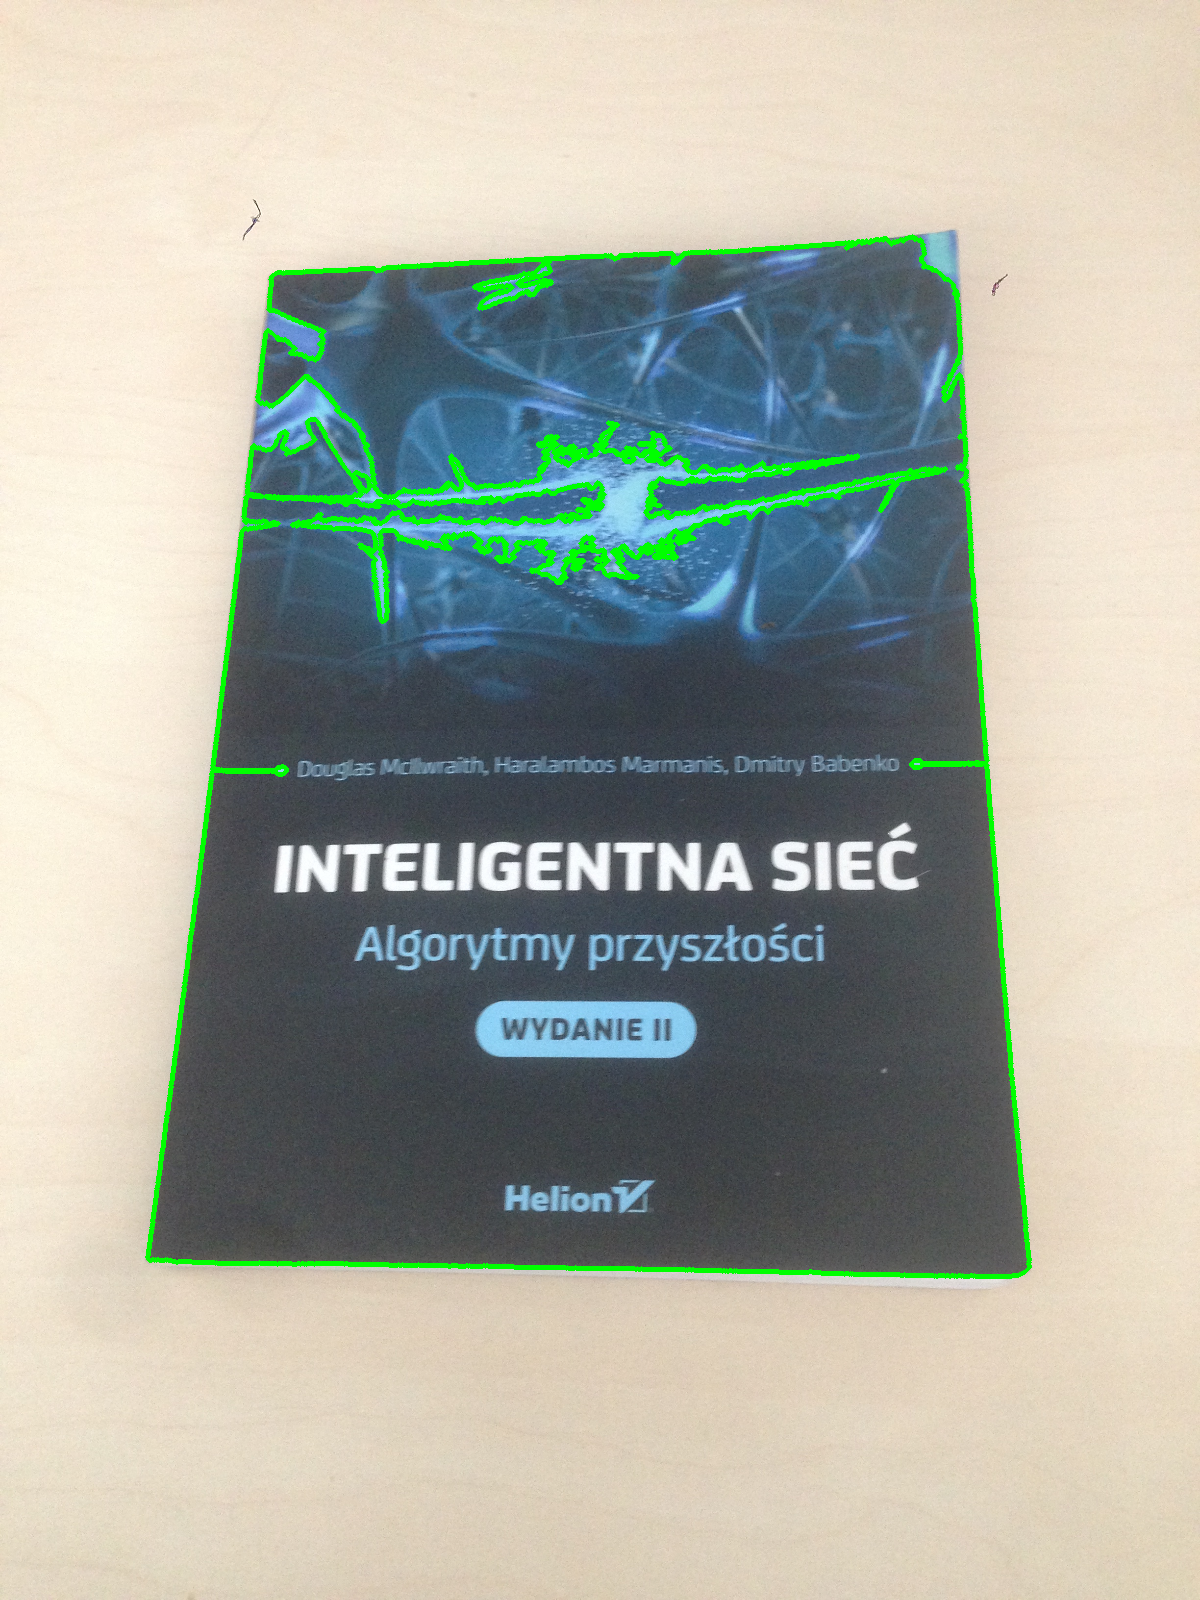 Douglas McIlwraith, Haralambos Marmanis, Dmitry Babenko
INTELIGENTNA SIEĆ
Algorytmy przyszłości
WYDANIE II
Helion